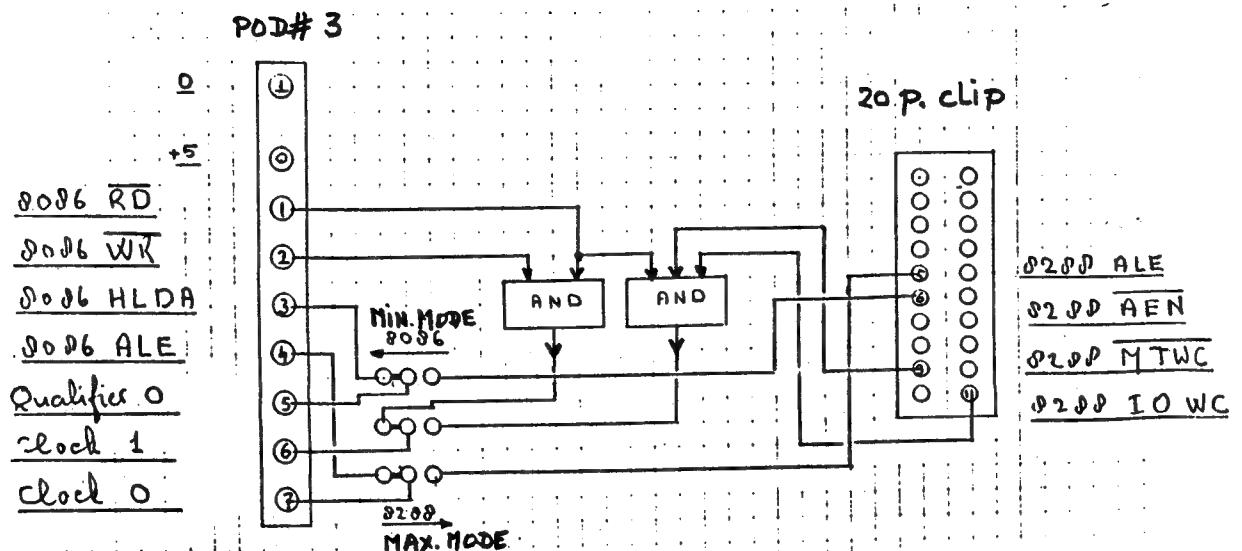 POD# 3
20 p. clip
0
+5
8086 RD
8086 WR
8086 HLDA
8086 ALE
Qualifier 0
Clock 1
Clock 0
1
0
1
2
3
4
5
6
7
AND
AND
MIN. MODE
8086
8288
MAX. MODE
5
6
9
11
8288 ALE
8288 AEN
8288 MTWC
8288 IOWC